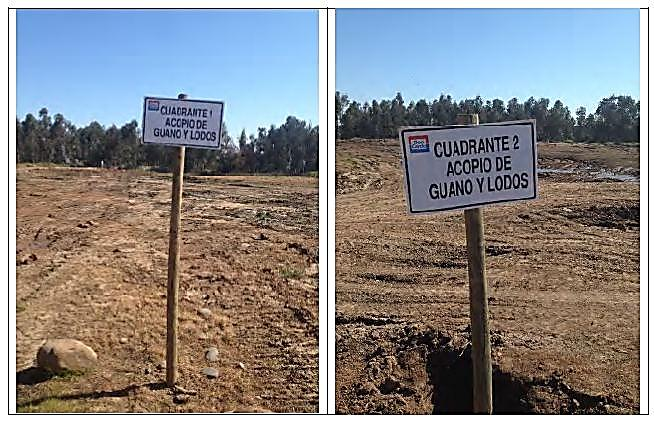 CUADRANTE 1
ACOPIO DE
GUANO Y LODOS
CUADRANTE 2
ACOPIO DE
GUANO Y LODOS